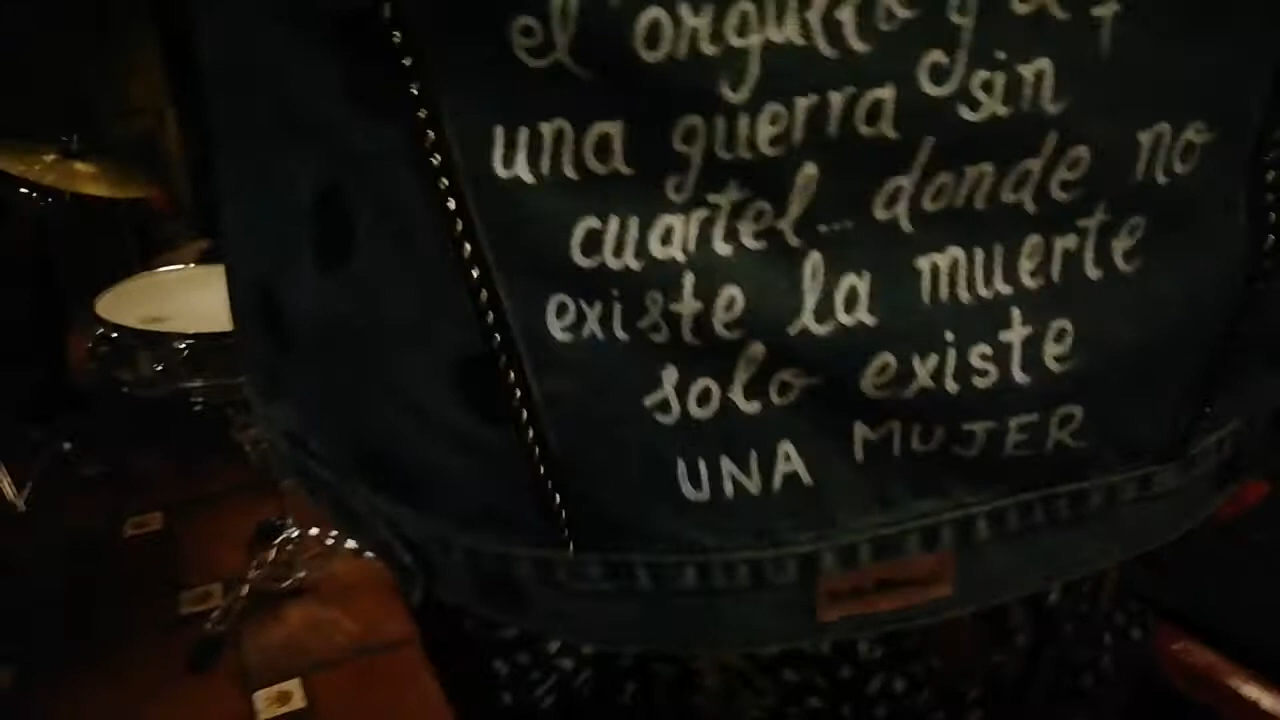 el orgullo y
una guerra sin
cuartel... donde no
existe la muerte
solo existe
UNA MUJER